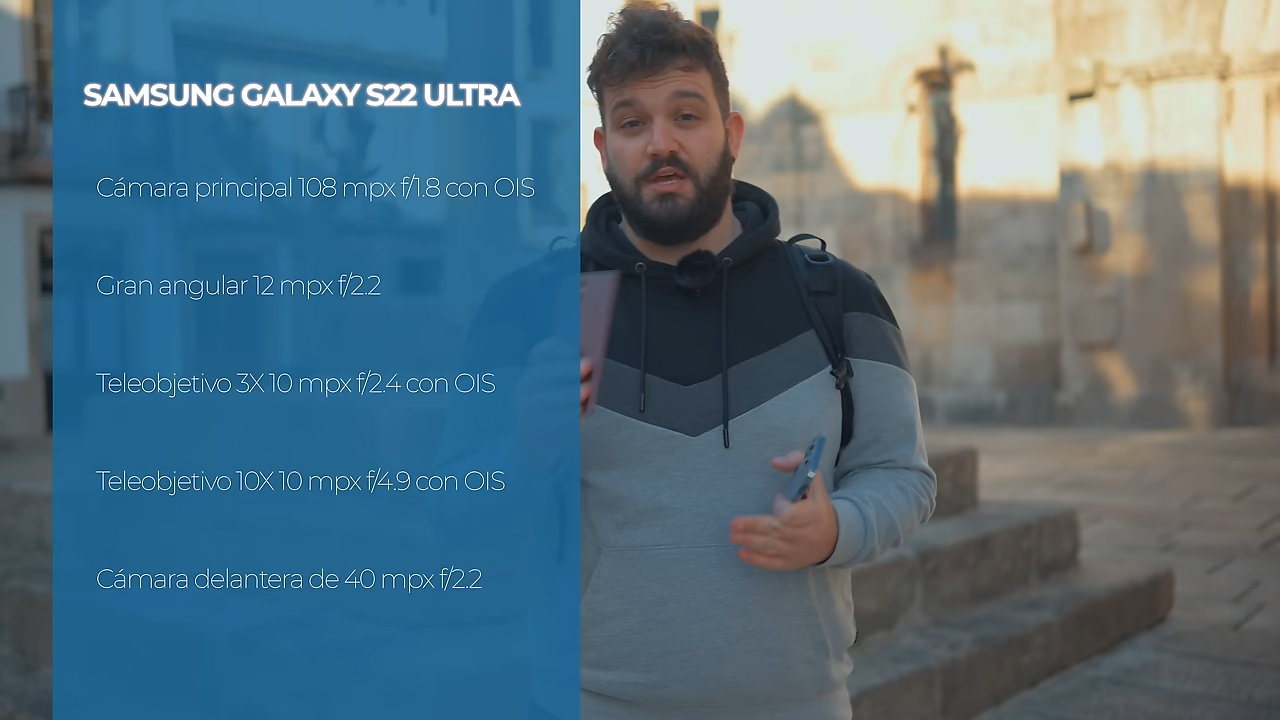 SAMSUNG GALAXY S22 ULTRA
Cámara principal 108 mpx f/1.8 con OIS
Gran angular 12 mpx f/2.2
Teleobjetivo 3X 10 mpx f/2.4 con OIS
Teleobjetivo 10X 10 mpx f/4.9 con OIS
Cámara delantera de 40 mpx f/2.2